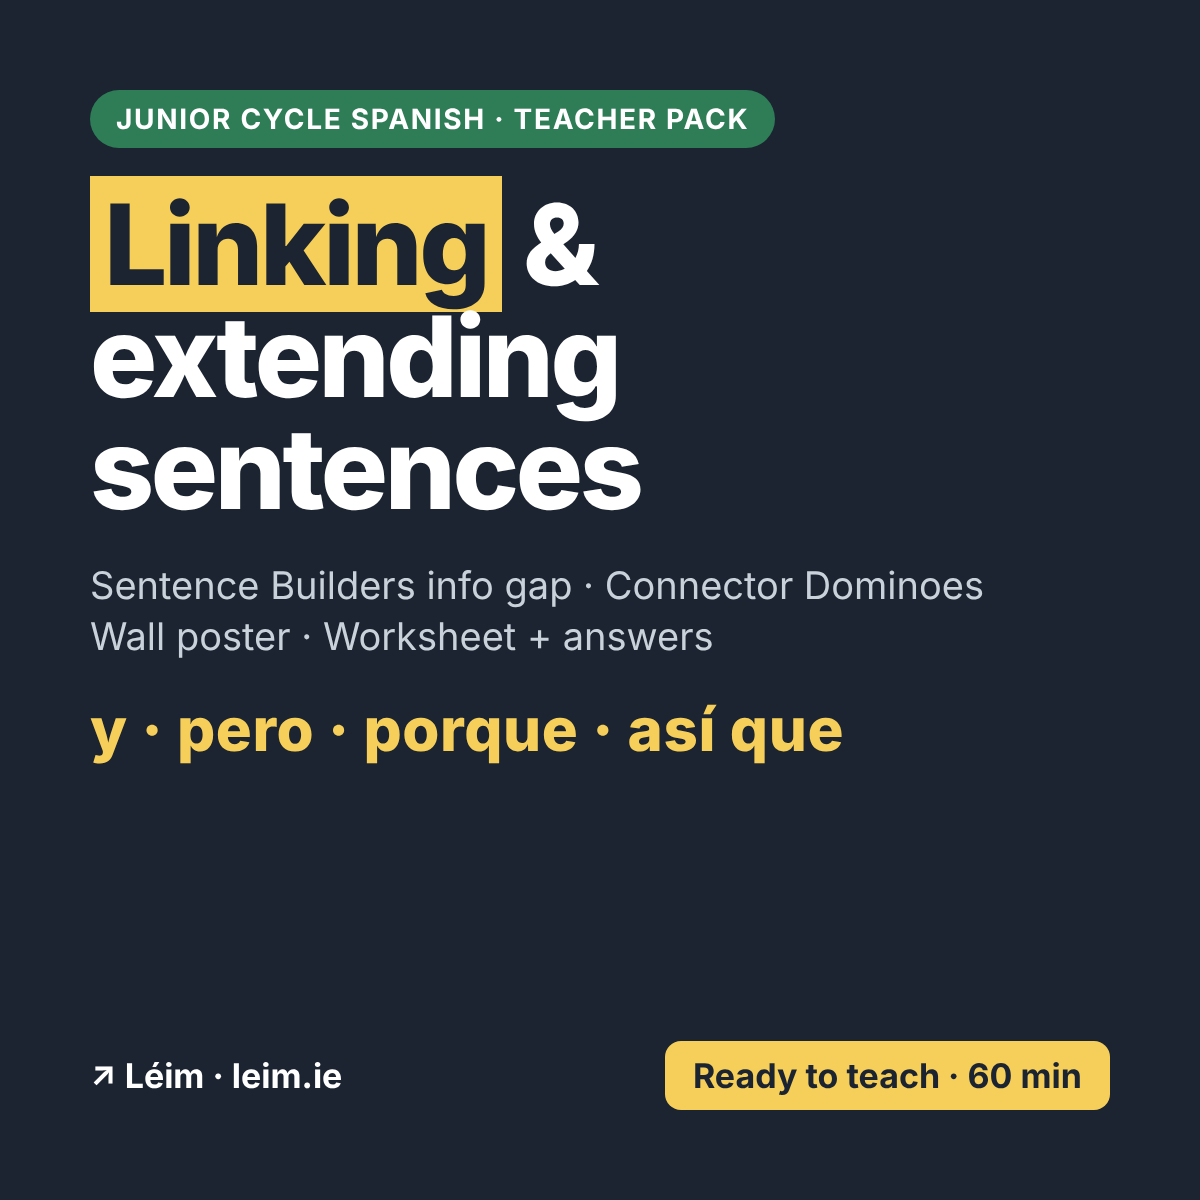 JUNIOR CYCLE SPANISH · TEACHER PACK
Linking &
extending
sentences
Sentence Builders info gap · Connector Dominoes
Wall poster · Worksheet + answers
y · pero · porque · así que
↗ Léim · leim.ie
Ready to teach · 60 min